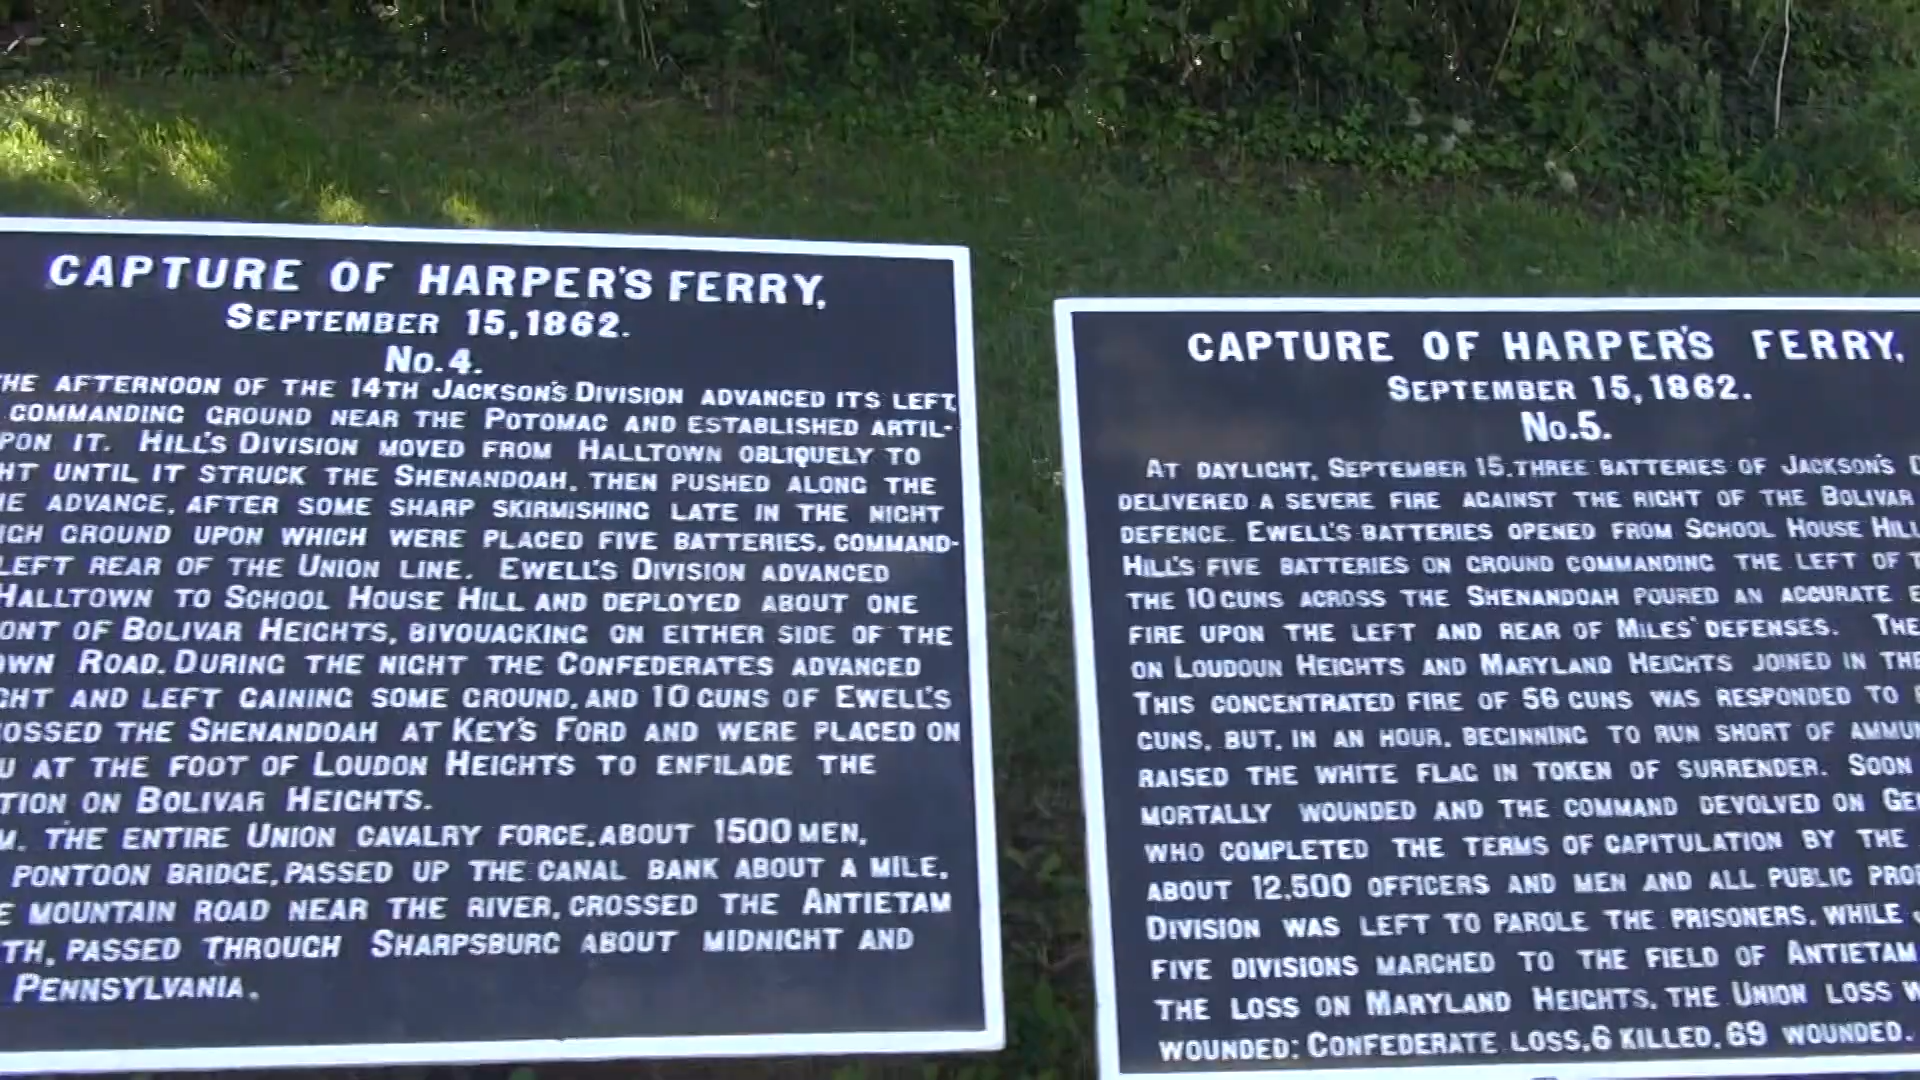 CAPTURE OF HARPER'S FERRY,
SEPTEMBER 15, 1862.
No. 4.
THE AFTERNOON OF THE 14TH JACKSON'S DIVISION ADVANCED ITS LEFT,
COMMANDING GROUND NEAR THE POTOMAC AND ESTABLISHED ARTIL-
PON IT. HILL'S DIVISION MOVED FROM HALLTOWN OBLIQUELY TO
HT UNTIL IT STRUCK THE SHENANDOAH, THEN PUSHED ALONG THE
HE ADVANCE, AFTER SOME SHARP SKIRMISHING LATE IN THE NIGHT
IGH GROUND UPON WHICH WERE PLACED FIVE BATTERIES, COMMAND-
LEFT REAR OF THE UNION LINE. EWELL'S DIVISION ADVANCED
HALLTOWN TO SCHOOL HOUSE HILL AND DEPLOYED ABOUT ONE
ONT OF BOLIVAR HEIGHTS, BIVOUACKING ON EITHER SIDE OF THE
OWN ROAD. DURING THE NIGHT THE CONFEDERATES ADVANCED
GHT AND LEFT GAINING SOME GROUND, AND 10 GUNS OF EWELL'S
OSSED THE SHENANDOAH AT KEY'S FORD AND WERE PLACED ON
U AT THE FOOT OF LOUDON HEIGHTS TO ENFILADE THE
TION ON BOLIVAR HEIGHTS.
M. THE ENTIRE UNION CAVALRY FORCE, ABOUT 1500 MEN,
PONTOON BRIDGE, PASSED UP THE CANAL BANK ABOUT A MILE,
E MOUNTAIN ROAD NEAR THE RIVER, CROSSED THE ANTIETAM
TH, PASSED THROUGH SHARPSBURG ABOUT MIDNIGHT AND
PENNSYLVANIA.
CAPTURE OF HARPER'S FERRY,
SEPTEMBER 15, 1862.
No. 5.
AT DAYLIGHT, SEPTEMBER 15, THREE BATTERIES OF JACKSON'S
DELIVERED A SEVERE FIRE AGAINST THE RIGHT OF THE BOLIVAR
DEFENCE. EWELL'S BATTERIES OPENED FROM SCHOOL HOUSE HILL
HILL'S FIVE BATTERIES ON GROUND COMMANDING THE LEFT OF
THE 10 GUNS ACROSS THE SHENANDOAH POURED AN ACCURATE
FIRE UPON THE LEFT AND REAR OF MILES' DEFENSES. THE
ON LOUDOUN HEIGHTS AND MARYLAND HEIGHTS JOINED IN THE
THIS CONCENTRATED FIRE OF 56 GUNS WAS RESPONDED TO
GUNS, BUT, IN AN HOUR, BEGINNING TO RUN SHORT OF AMMU
RAISED THE WHITE FLAG IN TOKEN OF SURRENDER. SOON
MORTALLY WOUNDED AND THE COMMAND DEVOLVED ON GE
WHO COMPLETED THE TERMS OF CAPITULATION BY THE
ABOUT 12,500 OFFICERS AND MEN AND ALL PUBLIC PRO
DIVISION WAS LEFT TO PAROLE THE PRISONERS, WHILE
FIVE DIVISIONS MARCHED TO THE FIELD OF ANTIETAM
THE LOSS ON MARYLAND HEIGHTS, THE UNION LOSS W
WOUNDED: CONFEDERATE LOSS, 6 KILLED, 69 WOUNDED.